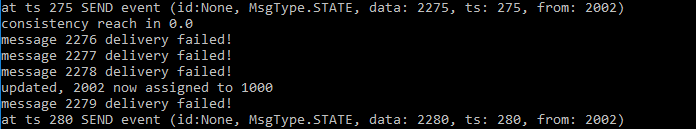 at ts 275 SEND event (id:None, MsgType.STATE, data: 2275, ts: 275, from: 2002)
consistency reach in 0.0
message 2276 delivery failed!
message 2277 delivery failed!
message 2278 delivery failed!
updated, 2002 now assigned to 1000
message 2279 delivery failed!
at ts 280 SEND event (id:None, MsgType.STATE, data: 2280, ts: 280, from: 2002)